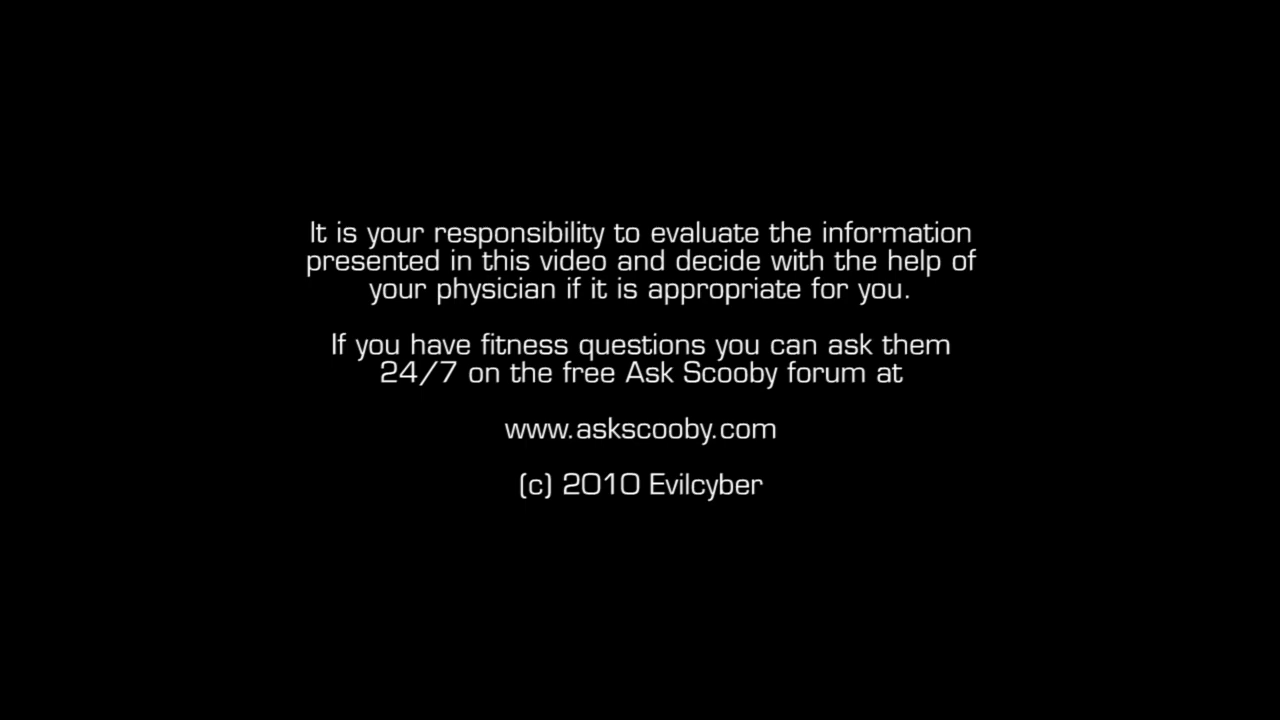 It is your responsibility to evaluate the information
presented in this video and decide with the help of
your physician if it is appropriate for you.
If you have fitness questions you can ask them
24/7 on the free Ask Scooby forum at
www.askscooby.com
(c) 2010 Evilcyber